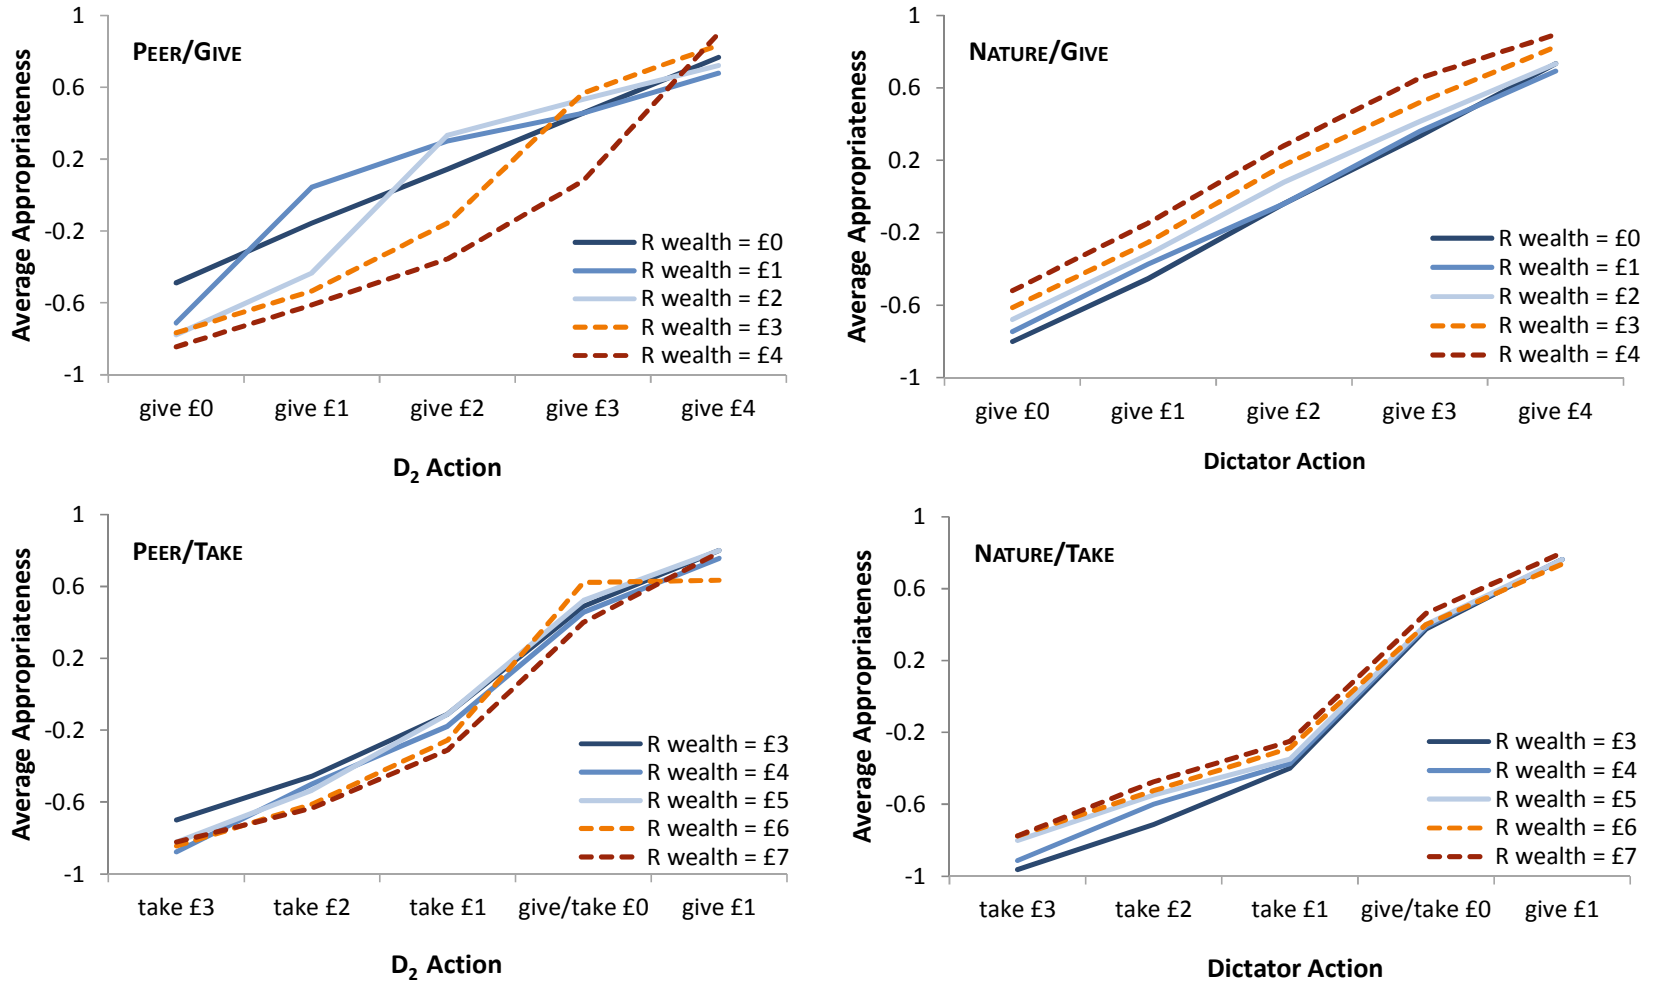 PEER/GIVE
Average Appropriateness
1
0.6
0.2
-0.2
-0.6
-1
R wealth = £0
R wealth = £1
R wealth = £2
R wealth = £3
R wealth = £4
give £0 give £1 give £2 give £3 give £4
D2 Action
NATURE/GIVE
Average Appropriateness
1
0.6
0.2
-0.2
-0.6
-1
R wealth = £0
R wealth = £1
R wealth = £2
R wealth = £3
R wealth = £4
give £0 give £1 give £2 give £3 give £4
Dictator Action
PEER/TAKE
Average Appropriateness
1
0.6
0.2
-0.2
-0.6
-1
R wealth = £3
R wealth = £4
R wealth = £5
R wealth = £6
R wealth = £7
take £3 take £2 take £1 give/take £0 give £1
D2 Action
NATURE/TAKE
Average Appropriateness
1
0.6
0.2
-0.2
-0.6
-1
R wealth = £3
R wealth = £4
R wealth = £5
R wealth = £6
R wealth = £7
take £3 take £2 take £1 give/take £0 give £1
Dictator Action